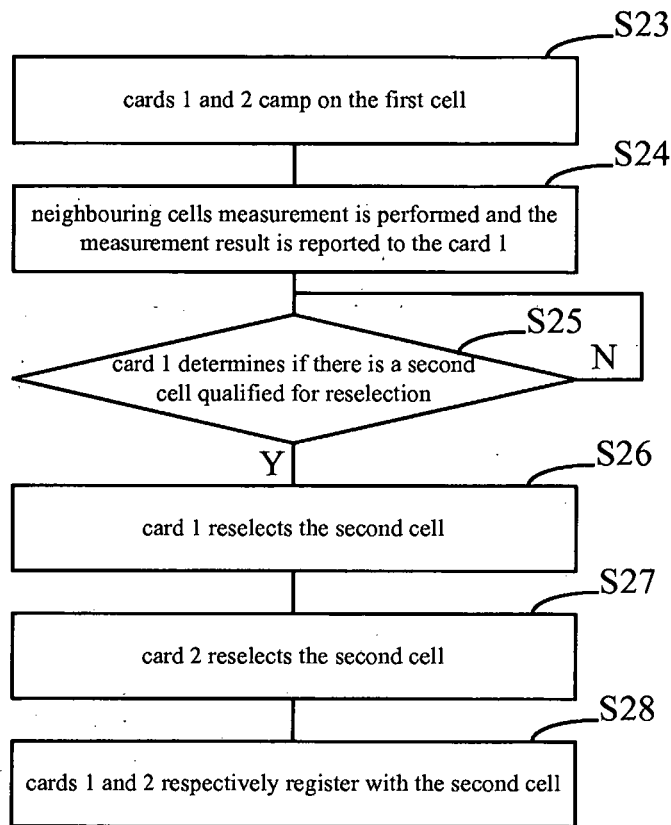 S23
cards 1 and 2 camp on the first cell
S24
neighbouring cells measurement is performed and the
measurement result is reported to the card 1
S25
card 1 determines if there is a second
cell qualified for reselection
N
Y
S26
card 1 reselects the second cell
S27
card 2 reselects the second cell
S28
cards 1 and 2 respectively register with the second cell